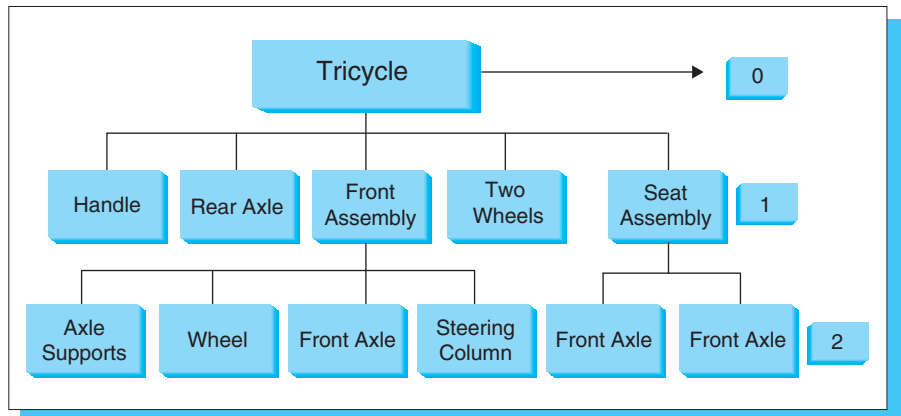 Tricycle
0
Handle
Rear Axle
Front
Assembly
Two
Wheels
Seat
Assembly
1
Axle
Supports
Wheel
Front Axle
Steering
Column
Front Axle
Front Axle
2